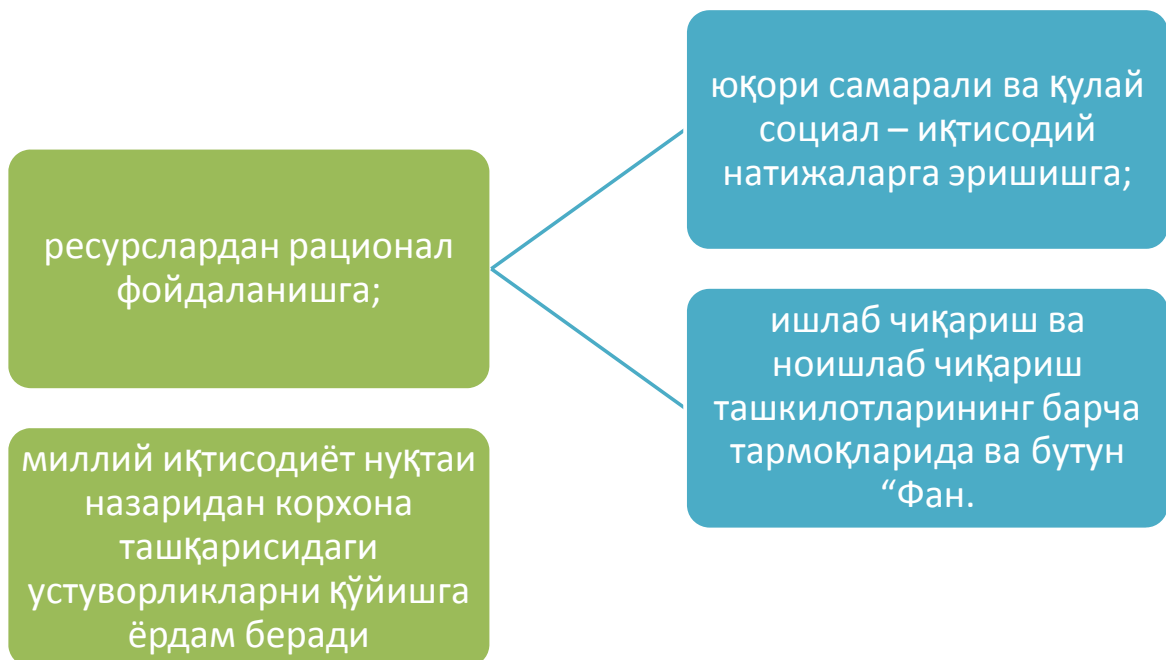 ресурслардан рационал
фойдаланишга;
юқори самарали ва қулай
социал – иқтисодий
натижаларга эришишга;
ишлаб чиқариш ва
ноишлаб чиқариш
ташкилотларининг барча
тармоқларида ва бутун
“Фан.
миллий иқтисодиёт нуқтаи
назаридан корхона
ташқарисидаги
устуворликларни қўйишга
ёрдам беради